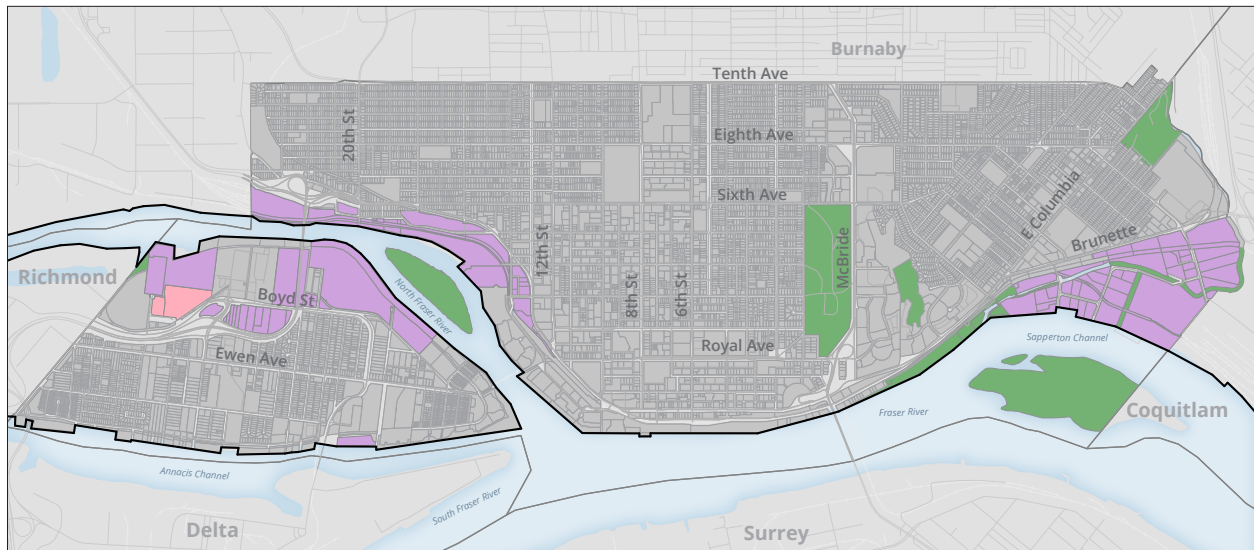 Burnaby
Tenth Ave
20th St
Eighth Ave
Sixth Ave
E Columbia
12th St
McBride
Brunette
Richmond
8th St
6th St
Boyd St
North Fraser River
Sapperton Channel
Royal Ave
Ewen Ave
Fraser River
Coquitlam
Annacis Channel
South Fraser River
Delta
Surrey